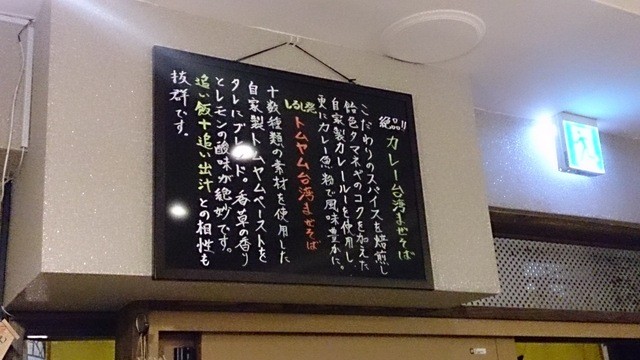 絶品!! カレー台湾まぜそば
こだわりのスパイスを焙煎し
飴色タマネギのコクを加えた
自家製カレールーを使用し、
更にカレー魚粉で風味豊かに。
トムヤム台湾まぜそば
十数種類の素材を使用した
自家製トムヤムペーストを
タレにブレンド。香草の香り
とレモンの酸味が絶妙です。
追い飯十追い出汁 との相性も
抜群です。